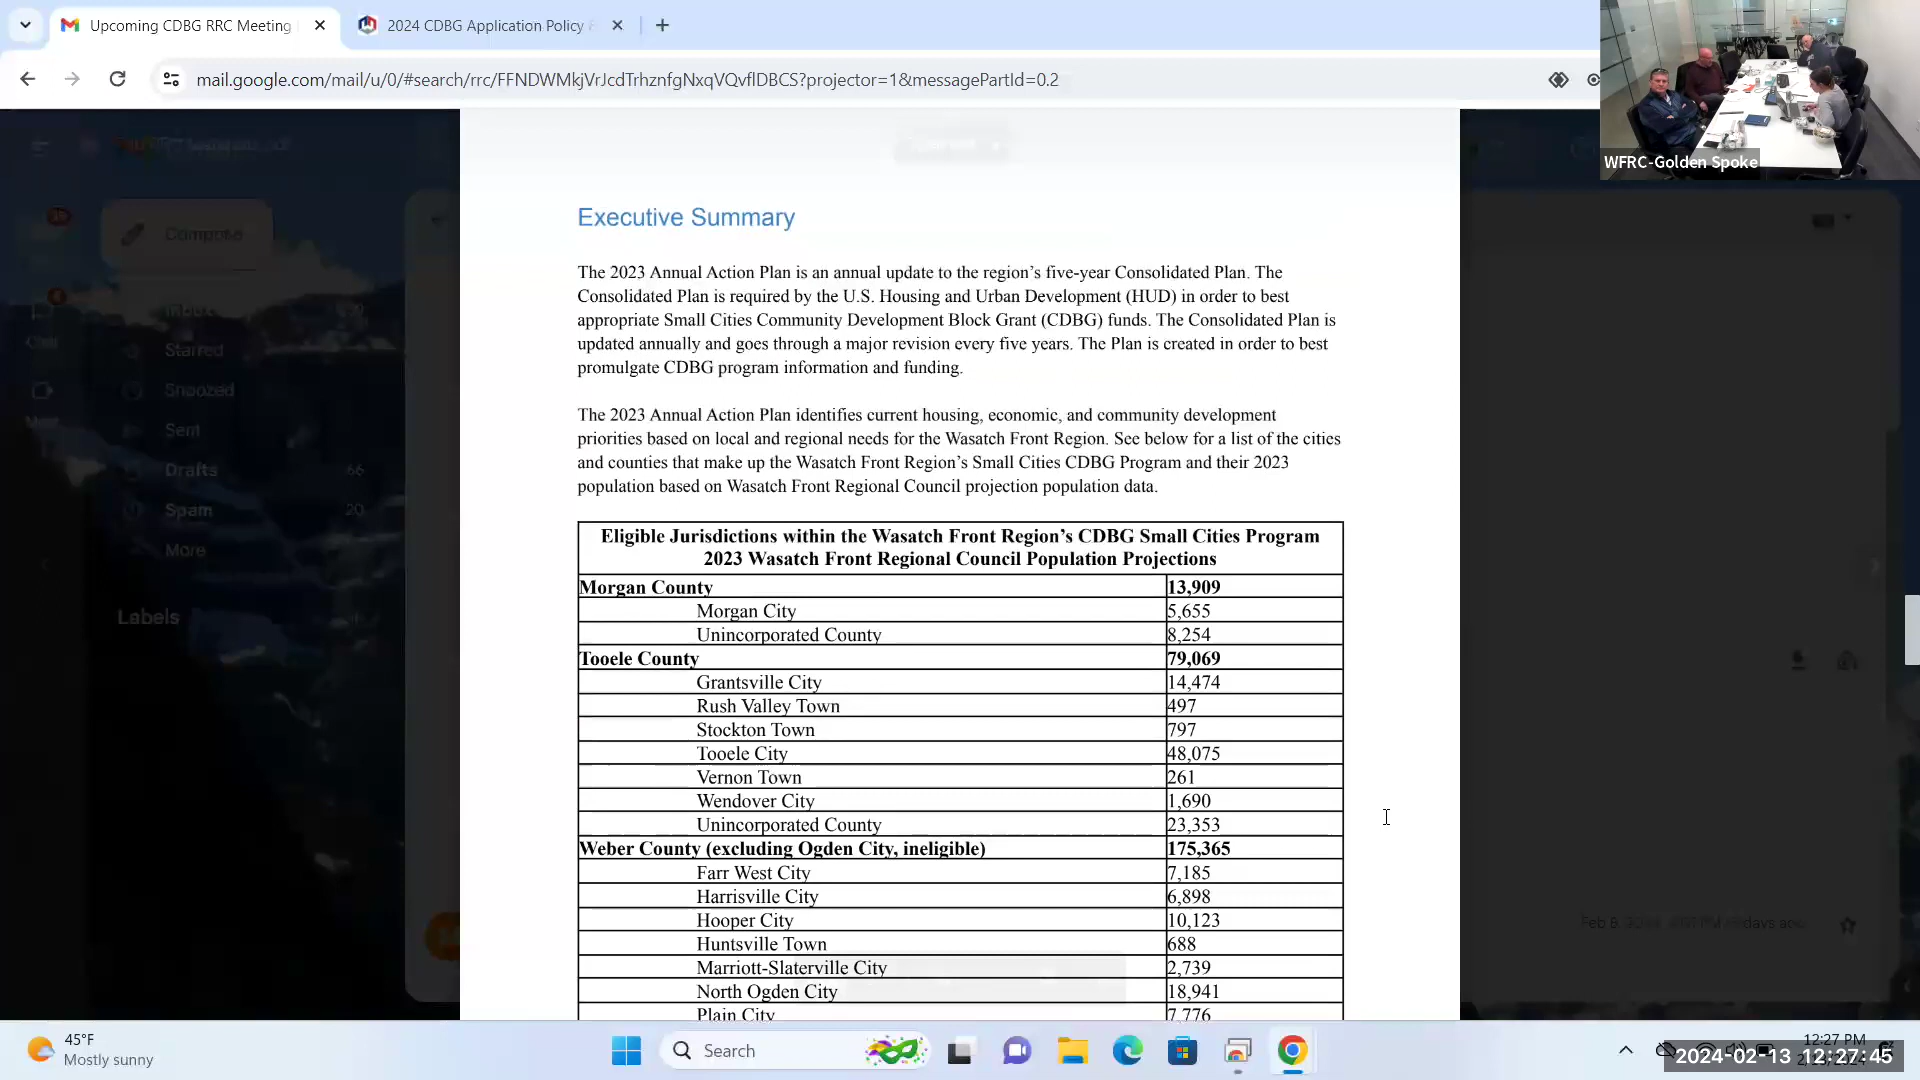 Upcoming CDBG RRC Meeting
2024 CDBG Application Policy
mail.google.com/mail/u/0/#search/rrc/FFNDWMkjVrJcdTrhznfgNxqVQvflDBCS?projector=1&messagePartId=0.2
WFRC-Golden Spoke
Compose
Inbox
Starred
Snoozed
Sent
Drafts 66
Spam 20
More
Labels
Executive Summary
The 2023 Annual Action Plan is an annual update to the region’s five-year Consolidated Plan. The
Consolidated Plan is required by the U.S. Housing and Urban Development (HUD) in order to best
appropriate Small Cities Community Development Block Grant (CDBG) funds. The Consolidated Plan is
updated annually and goes through a major revision every five years. The Plan is created in order to best
promulgate CDBG program information and funding.
The 2023 Annual Action Plan identifies current housing, economic, and community development
priorities based on local and regional needs for the Wasatch Front Region. See below for a list of the cities
and counties that make up the Wasatch Front Region’s Small Cities CDBG Program and their 2023
population based on Wasatch Front Regional Council projection population data.
Eligible Jurisdictions within the Wasatch Front Region’s CDBG Small Cities Program
2023 Wasatch Front Regional Council Population Projections
Morgan County 13,909
Morgan City 5,655
Unincorporated County 8,254
Tooele County 79,069
Grantsville City 14,474
Rush Valley Town 497
Stockton Town 797
Tooele City 48,075
Vernon Town 261
Wendover City 1,690
Unincorporated County 23,353
Weber County (excluding Ogden City, ineligible) 175,365
Farr West City 7,185
Harrisville City 6,898
Hooper City 10,123
Huntsville Town 688
Marriott-Slaterville City 2,739
North Ogden City 18,941
Plain City 7,776
45°F
Mostly sunny
Search
12:27 PM
2024-02-13 12:27:45